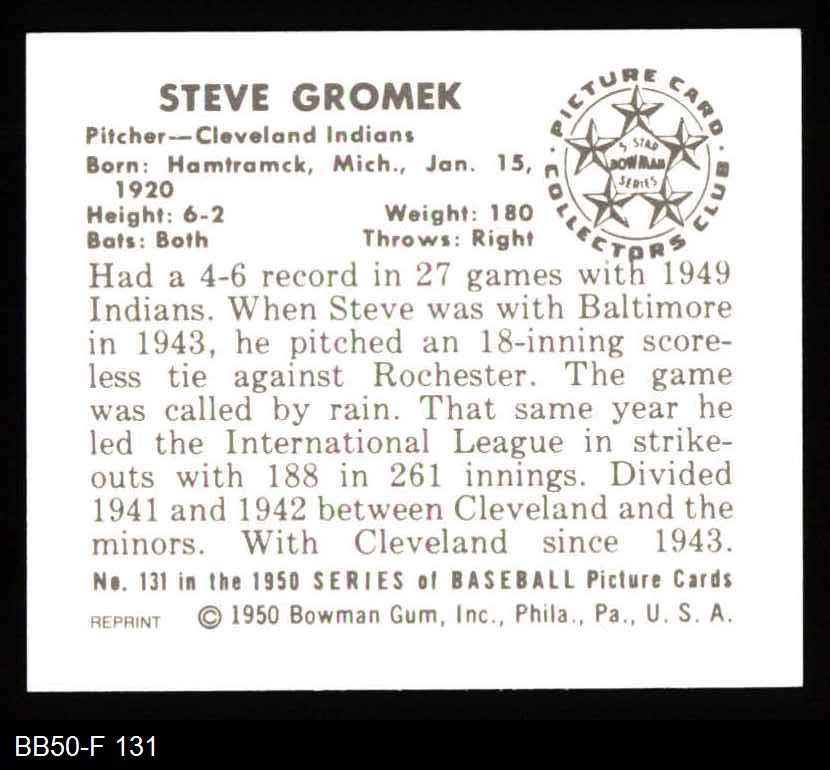 STEVE GROMEK
Pitcher—Cleveland Indians
Born: Hamtramck, Mich., Jan. 15,
1920
Height: 6-2 Weight: 180
Bats: Both Throws: Right
· PICTURE CARD ·
COLLECTORS CLUB
5 STAR
BOWMAN
SERIES
Had a 4-6 record in 27 games with 1949
Indians. When Steve was with Baltimore
in 1943, he pitched an 18-inning score-
less tie against Rochester. The game
was called by rain. That same year he
led the International League in strike-
outs with 188 in 261 innings. Divided
1941 and 1942 between Cleveland and the
minors. With Cleveland since 1943.
No. 131 in the 1950 SERIES of BASEBALL Picture Cards
REPRINT © 1950 Bowman Gum, Inc., Phila., Pa., U. S. A.
BB50-F 131